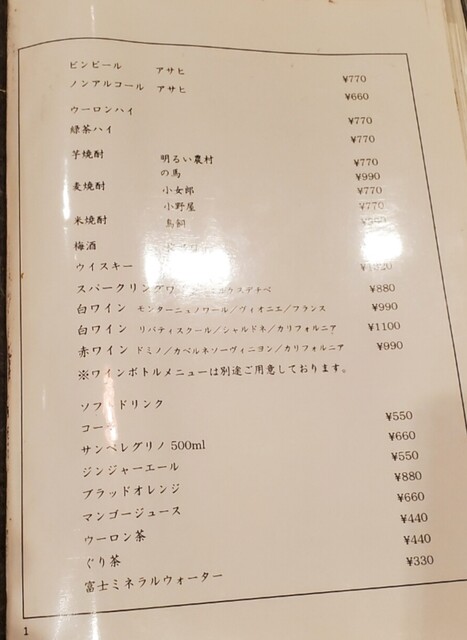 ビンビール アサヒ ¥770
ノンアルコール アサヒ ¥660
ウーロンハイ ¥770
緑茶ハイ ¥770
芋焼酎 明るい農村 ¥770
の馬 ¥990
麦焼酎 小女郎 ¥770
小野屋 ¥770
米焼酎 鳥飼
梅酒
ウイスキー
スパークリングワ ¥880
白ワイン モンターニュノワール／ヴィオニエ／フランス ¥990
白ワイン リバティスクール／シャルドネ／カリフォルニア ¥1100
赤ワイン ドミノ／カベルネソーヴィニヨン／カリフォルニア ¥990
※ワインボトルメニューは別途ご用意しております。
ソフトドリンク
コーラ ¥550
サンペレグリノ 500ml ¥660
ジンジャーエール ¥550
ブラッドオレンジ ¥880
マンゴージュース ¥660
ウーロン茶 ¥440
ぐり茶 ¥440
富士ミネラルウォーター ¥330
1